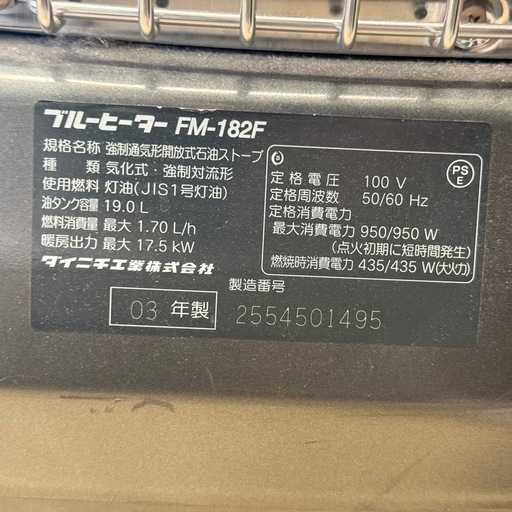 ブルーヒーター FM-182F
規格名称 強制通気形開放式石油ストーブ
種 類 気化式・強制対流形
使用燃料 灯油(JIS1号灯油)
油タンク容量 19.0 L
燃料消費量 最大 1.70 L/h
暖房出力 最大 17.5 kW
ダイニチ工業株式会社
定格電圧 100 V
定格周波数 50/60 Hz
定格消費電力
最大消費電力 950/950 W
(点火初期に短時間発生)
燃焼時消費電力 435/435 W(大火力)
PS
E
製造番号
03 年製 2554501495